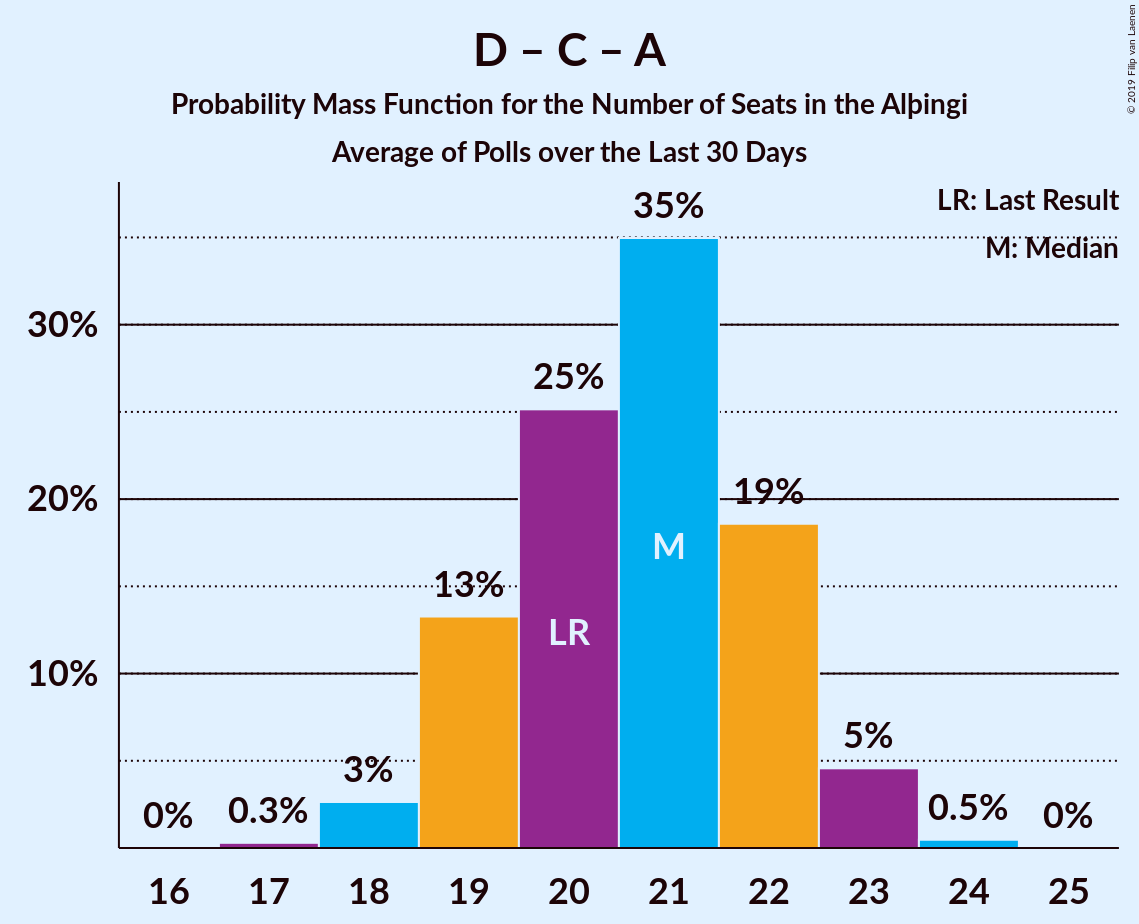 D – C – A
Probability Mass Function for the Number of Seats in the Alþingi
Average of Polls over the Last 30 Days
© 2019 Filip van Laenen
LR: Last Result
M: Median
35%
30%
25%
20%
19%
M
13%
LR
10%
5%
3%
0%
0.3%
0.5%
0%
16 17 18 19 20 21 22 23 24 25